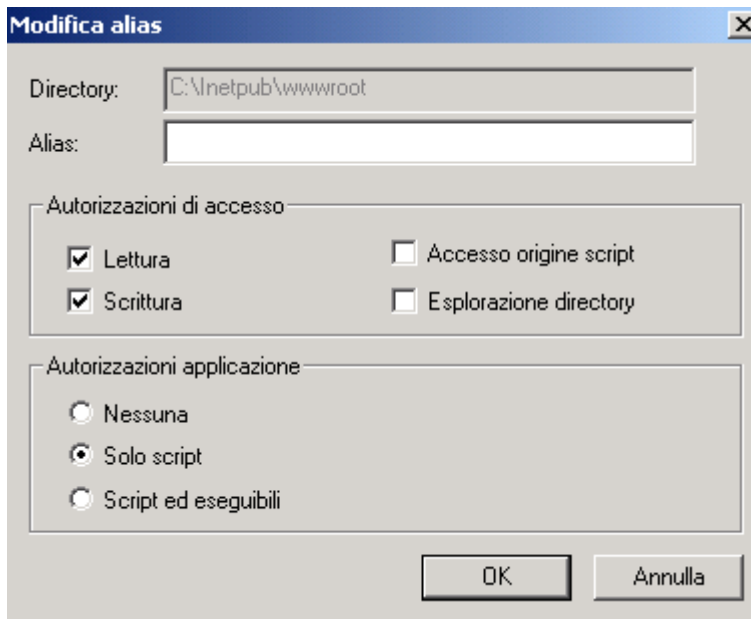 Modifica alias
Directory: C:\Inetpub\wwwroot
Alias:
Autorizzazioni di accesso
Lettura Accesso origine script
Scrittura Esplorazione directory
Autorizzazioni applicazione
Nessuna
Solo script
Script ed eseguibili
OK Annulla